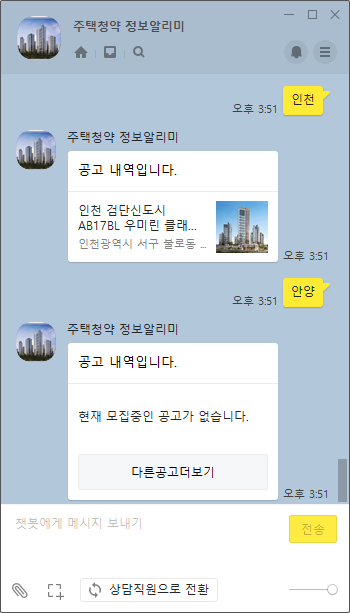 주택청약 정보알리미
인천
오후 3:51
주택청약 정보알리미
공고 내역입니다.
인천 검단신도시
AB17BL 우미린 클래...
인천광역시 서구 불로동 ...
오후 3:51
안양
오후 3:51
주택청약 정보알리미
공고 내역입니다.
현재 모집중인 공고가 없습니다.
다른공고더보기
오후 3:51
챗봇에게 메시지 보내기
전송
상담직원으로 전환